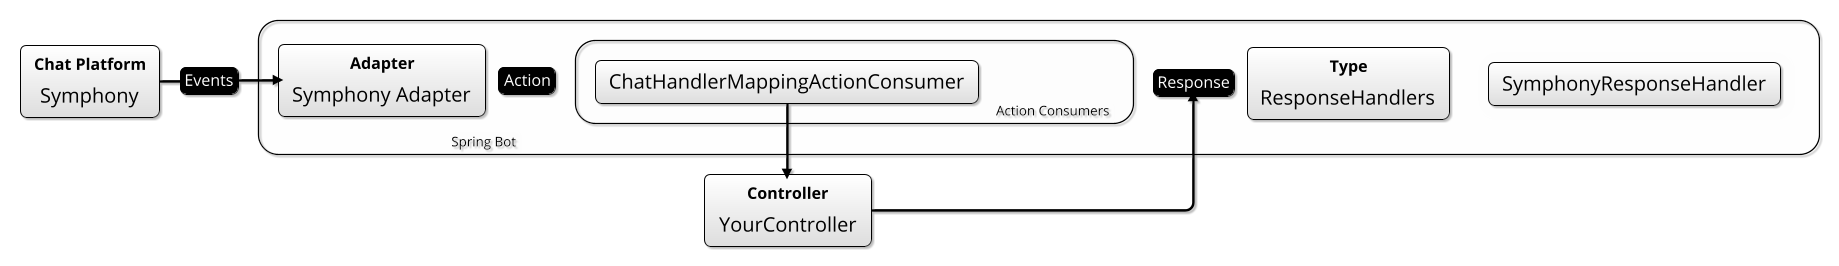 Chat Platform
Symphony
Events
Adapter
Symphony Adapter
Action
ChatHandlerMappingActionConsumer
Action Consumers
Response
Type
ResponseHandlers
SymphonyResponseHandler
Spring Bot
Controller
YourController